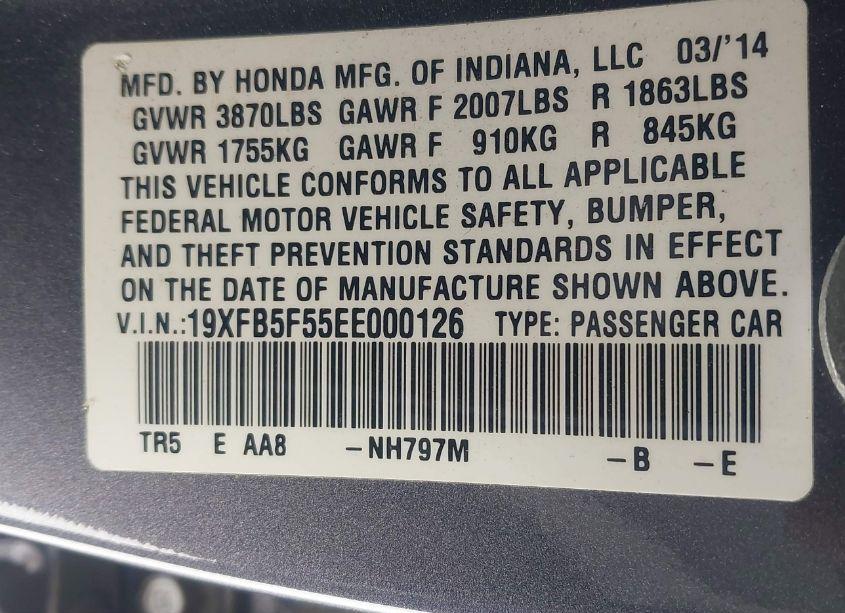 MFD. BY HONDA MFG. OF INDIANA, LLC 03/'14
GVWR 3870LBS GAWR F 2007LBS R 1863LBS
GVWR 1755KG GAWR F 910KG R 845KG
THIS VEHICLE CONFORMS TO ALL APPLICABLE
FEDERAL MOTOR VEHICLE SAFETY, BUMPER,
AND THEFT PREVENTION STANDARDS IN EFFECT
ON THE DATE OF MANUFACTURE SHOWN ABOVE.
V.I.N.:19XFB5F55EE000126 TYPE: PASSENGER CAR
TR5 E AA8 -NH797M -B -E